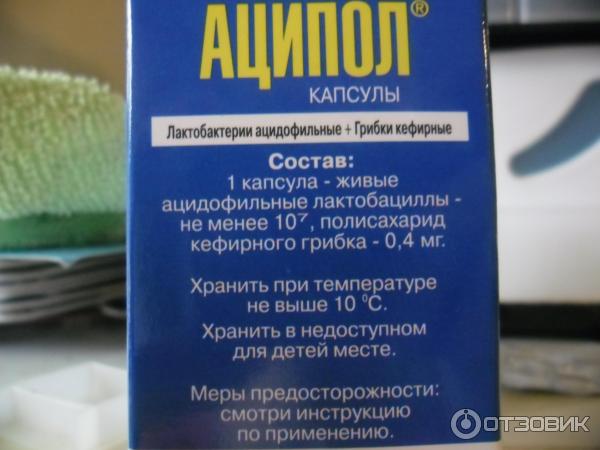 АЦИПОЛ®
КАПСУЛЫ
Лактобактерии ацидофильные + Грибки кефирные
Состав:
1 капсула - живые
ацидофильные лактобациллы -
не менее 10⁷, полисахарид
кефирного грибка - 0,4 мг.
Хранить при температуре
не выше 10 °С.
Хранить в недоступном
для детей месте.
Меры предосторожности:
смотри инструкцию
по применению.
ОТЗОВИК